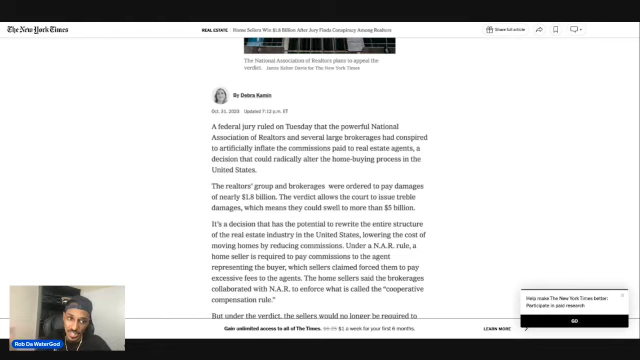 The New York Times
REAL ESTATE | Home Sellers Win $1.8 Billion After Jury Finds Conspiracy Among Realtors
Share full article
The National Association of Realtors plans to appeal the
verdict.
for The New York Times
By Debra Kamin
Oct. 31, 2023 Updated 7:12 p.m. ET
A federal jury ruled on Tuesday that the powerful National
Association of Realtors and several large brokerages had conspired
to artificially inflate the commissions paid to real estate agents, a
decision that could radically alter the home-buying process in the
United States.
The realtors' group and brokerages were ordered to pay damages
of nearly $1.8 billion. The verdict allows the court to issue treble
damages, which means they could swell to more than $5 billion.
It's a decision that has the potential to rewrite the entire structure
of the real estate industry in the United States, lowering the cost of
moving homes by reducing commissions. Under a N.A.R. rule, a
home seller is required to pay commissions to the agent
representing the buyer, which sellers claimed forced them to pay
excessive fees to the agents. The home sellers said the brokerages
collaborated with N.A.R. to enforce what is called the "cooperative
compensation rule."
But under the verdict, the sellers would no longer be required to
Help make The New York Times better:
Participate in paid research
GO
Rob Da WaterGod
Gain unlimited access to all of The Times. $6.25 $1 a week for your first 6 months.
LEARN MORE